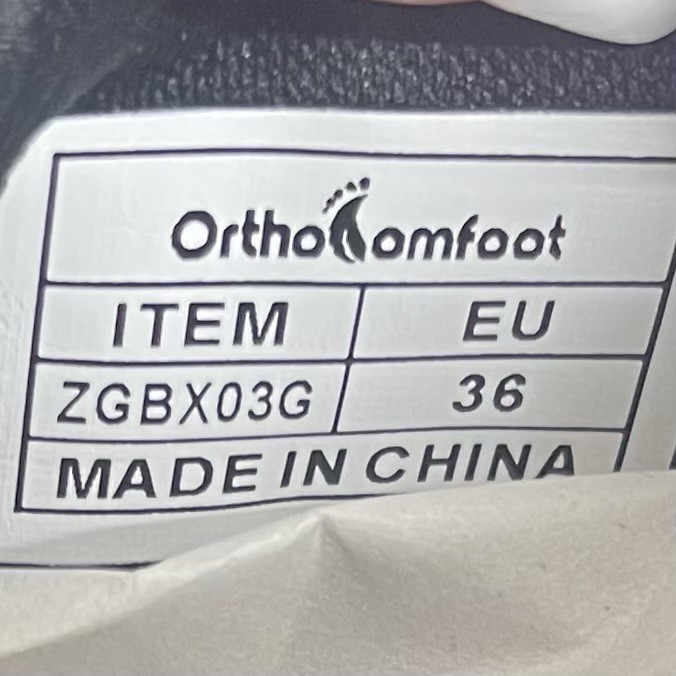 OrthoComfoot
ITEM EU
ZGBX03G 36
MADE IN CHINA